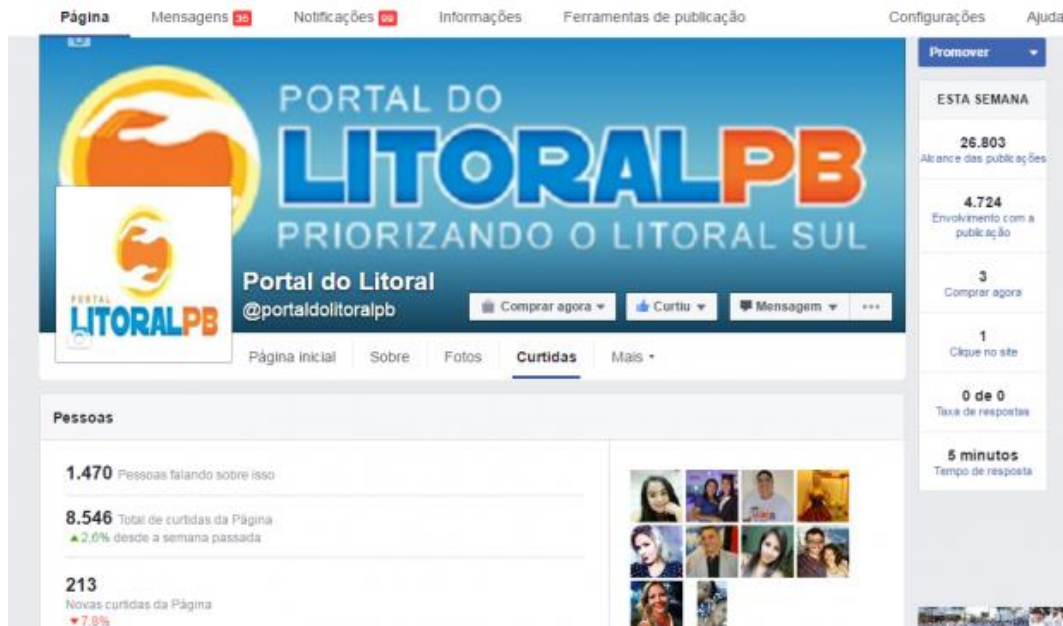 Página Mensagens 36 Notificações 99 Informações Ferramentas de publicação Configurações Ajuda
PORTAL DO
LITORALPB
PRIORIZANDO O LITORAL SUL
PORTAL
LITORALPB
Portal do Litoral
@portaldolitoralpb
Comprar agora Curtiu Mensagem
Página inicial Sobre Fotos Curtidas Mais
Pessoas
1.470 Pessoas falando sobre isso
8.546 Total de curtidas da Página
2,6% desde a semana passada
213
Novas curtidas da Página
7,8%
Promover
ESTA SEMANA
26.803
Alcance das publicações
4.724
Envolvimento com a
publicação
3
Comprar agora
1
Clique no site
0 de 0
Taxa de respostas
5 minutos
Tempo de resposta